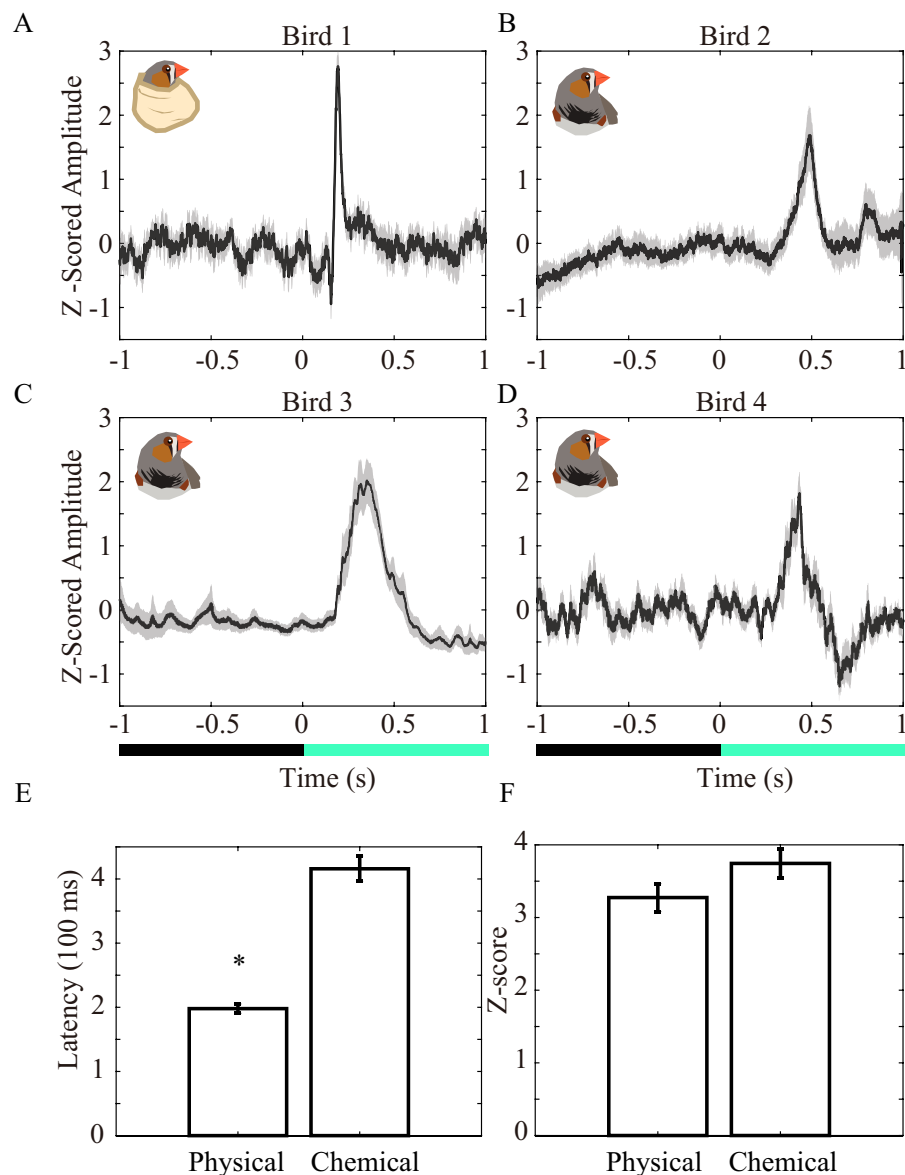 A
Bird 1
3
2
1
0
-1
Z -Scored Amplitude
-1 -0.5 0 0.5 1
B
Bird 2
3
2
1
0
-1
-1 -0.5 0 0.5 1
C
Bird 3
3
2
1
0
-1
Z-Scored Amplitude
-1 -0.5 0 0.5 1
Time (s)
D
Bird 4
3
2
1
0
-1
-1 -0.5 0 0.5 1
Time (s)
E
4
4
3
2
1
0
Latency (100 ms)
*
Physical Chemical
F
4
3
2
1
0
Z-score
Physical Chemical